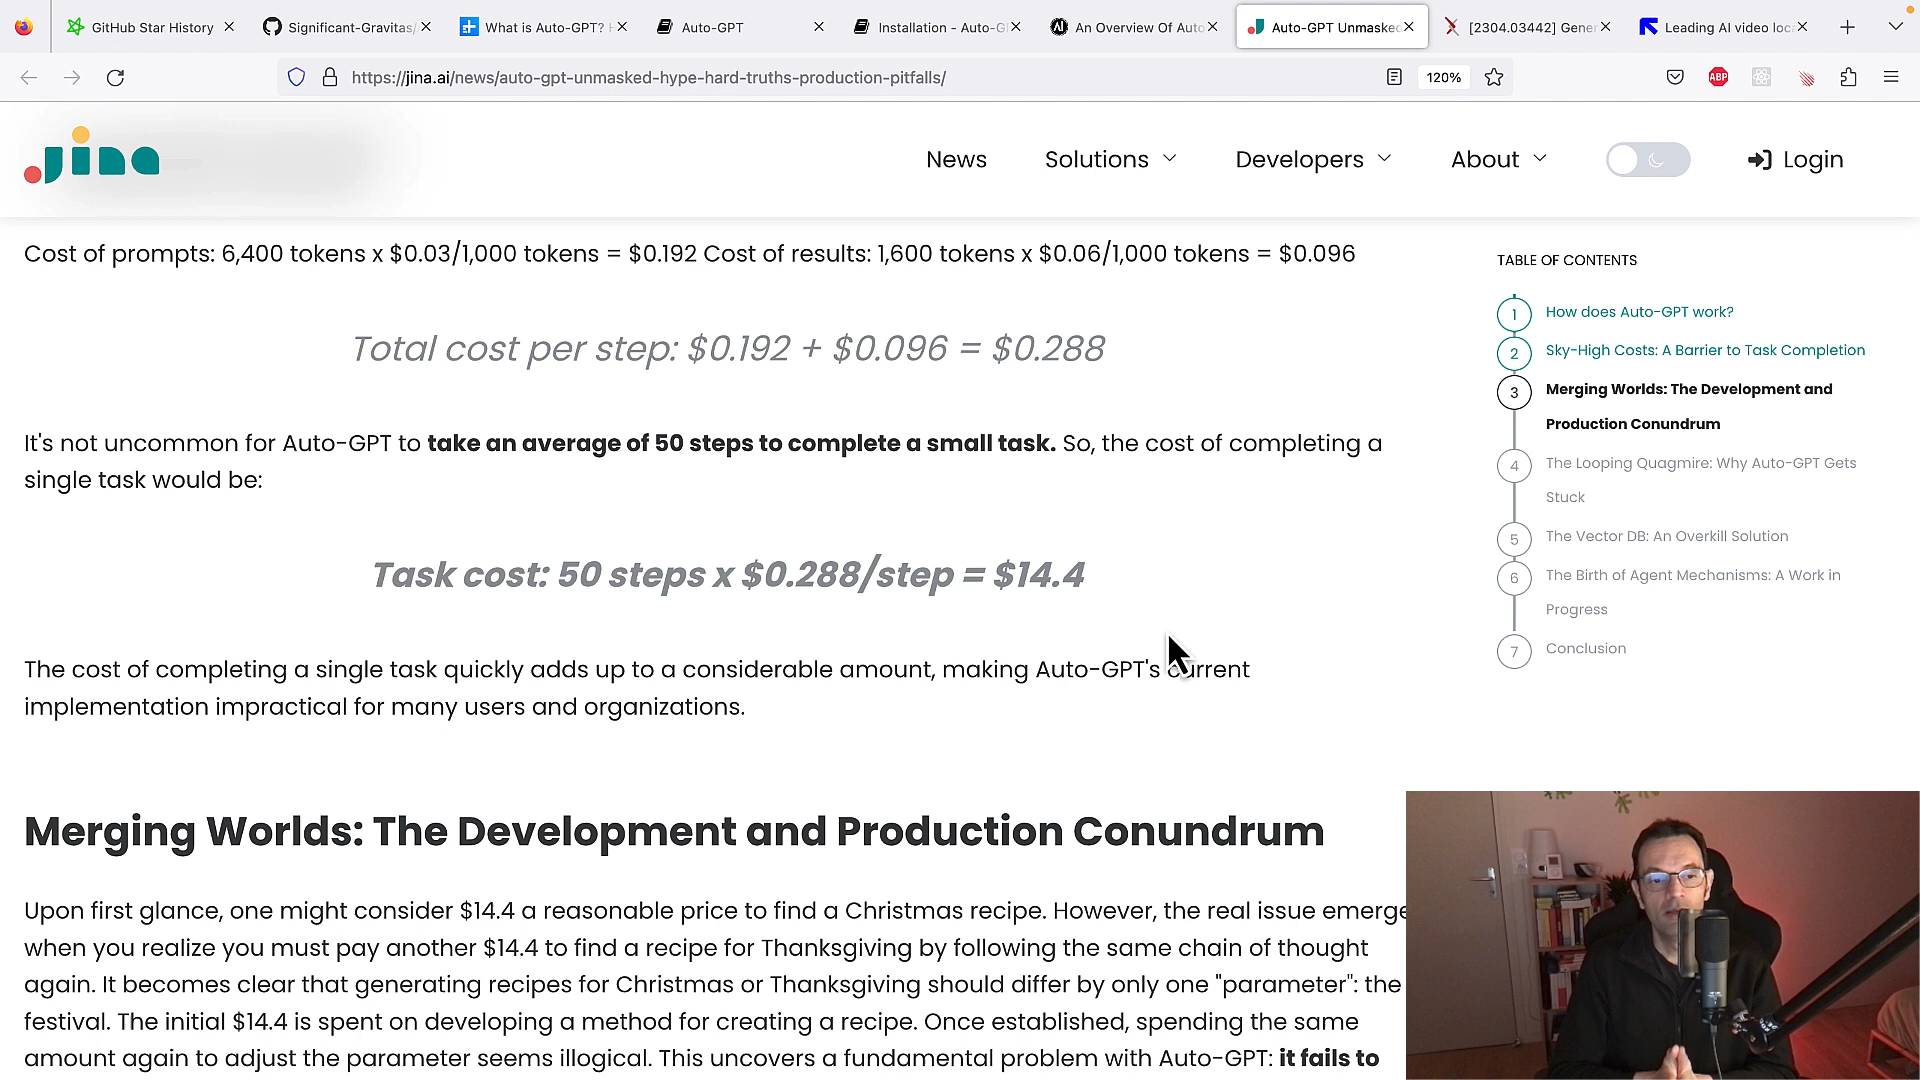 GitHub Star History
Significant-Gravitas/
What is Auto-GPT? H
Auto-GPT
Installation - Auto-G
An Overview Of Auto
Auto-GPT Unmasked
[2304.03442] Gene
Leading AI video loc
https://jina.ai/news/auto-gpt-unmasked-hype-hard-truths-production-pitfalls/
120%
ABP
Jina
News
Solutions
Developers
About
Login
Cost of prompts: 6,400 tokens x $0.03/1,000 tokens = $0.192 Cost of results: 1,600 tokens x $0.06/1,000 tokens = $0.096
Total cost per step: $0.192 + $0.096 = $0.288
It's not uncommon for Auto-GPT to take an average of 50 steps to complete a small task. So, the cost of completing a
single task would be:
Task cost: 50 steps x $0.288/step = $14.4
The cost of completing a single task quickly adds up to a considerable amount, making Auto-GPT's current
implementation impractical for many users and organizations.
Merging Worlds: The Development and Production Conundrum
Upon first glance, one might consider $14.4 a reasonable price to find a Christmas recipe. However, the real issue emerge
when you realize you must pay another $14.4 to find a recipe for Thanksgiving by following the same chain of thought
again. It becomes clear that generating recipes for Christmas or Thanksgiving should differ by only one "parameter": the
festival. The initial $14.4 is spent on developing a method for creating a recipe. Once established, spending the same
amount again to adjust the parameter seems illogical. This uncovers a fundamental problem with Auto-GPT: it fails to
TABLE OF CONTENTS
1 How does Auto-GPT work?
2 Sky-High Costs: A Barrier to Task Completion
3 Merging Worlds: The Development and
Production Conundrum
4 The Looping Quagmire: Why Auto-GPT Gets
Stuck
5 The Vector DB: An Overkill Solution
6 The Birth of Agent Mechanisms: A Work in
Progress
7 Conclusion